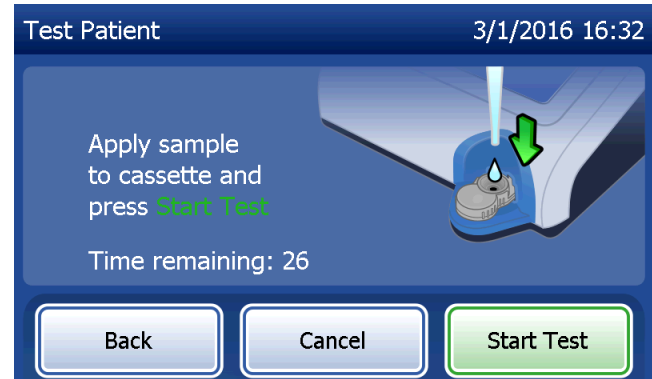 Test Patient 3/1/2016 16:32
Apply sample
to cassette and
press Start Test
Time remaining: 26
Back Cancel Start Test